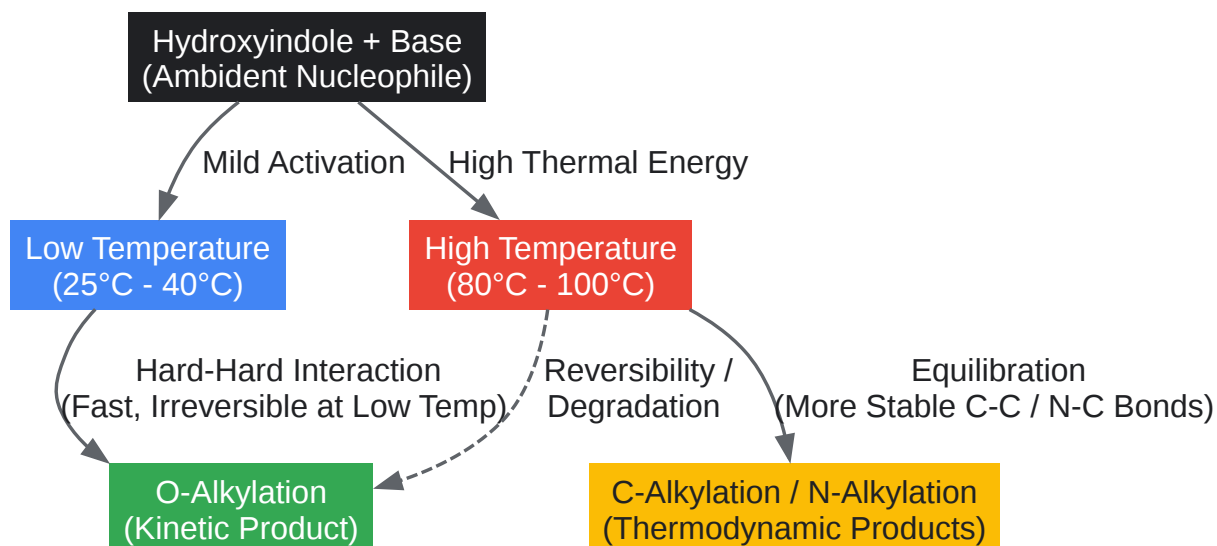 Hydroxyindole + Base
(Ambident Nucleophile)
Mild Activation
High Thermal Energy
Low Temperature
(25°C - 40°C)
High Temperature
(80°C - 100°C)
Hard-Hard Interaction
(Fast, Irreversible at Low Temp)
Reversibility /
Degradation
Equilibration
(More Stable C-C / N-C Bonds)
O-Alkylation
(Kinetic Product)
C-Alkylation / N-Alkylation
(Thermodynamic Products)